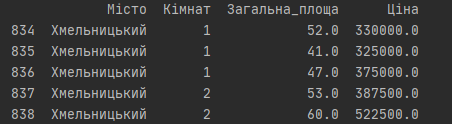 Місто Кімнат Загальна_площа Ціна
834 Хмельницький 1 52.0 330000.0
835 Хмельницький 1 41.0 325000.0
836 Хмельницький 1 47.0 375000.0
837 Хмельницький 2 53.0 387500.0
838 Хмельницький 2 60.0 522500.0